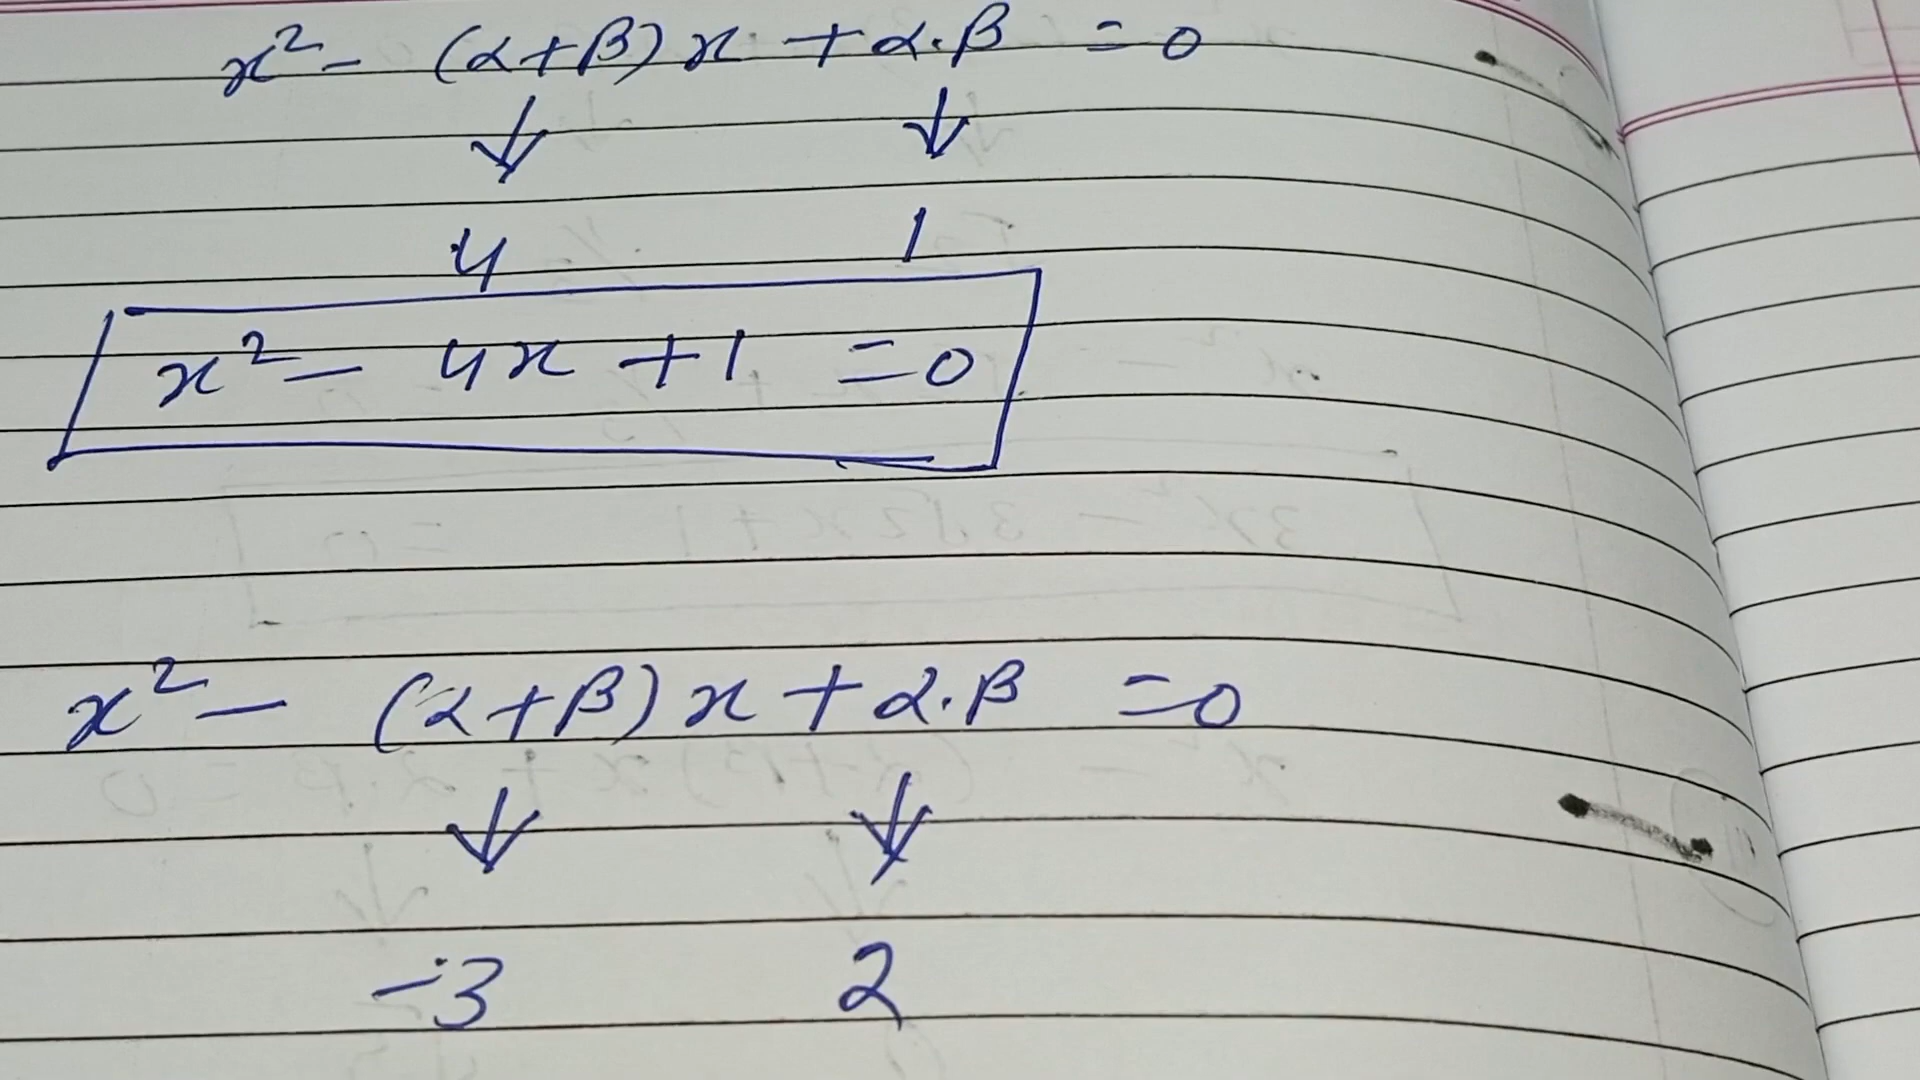 x² - (α+β)x + α.β = 0
↓ ↓
4 1
x² - 4x + 1 = 0
x² - (α+β)x + α.β = 0
↓ ↓
-3 2